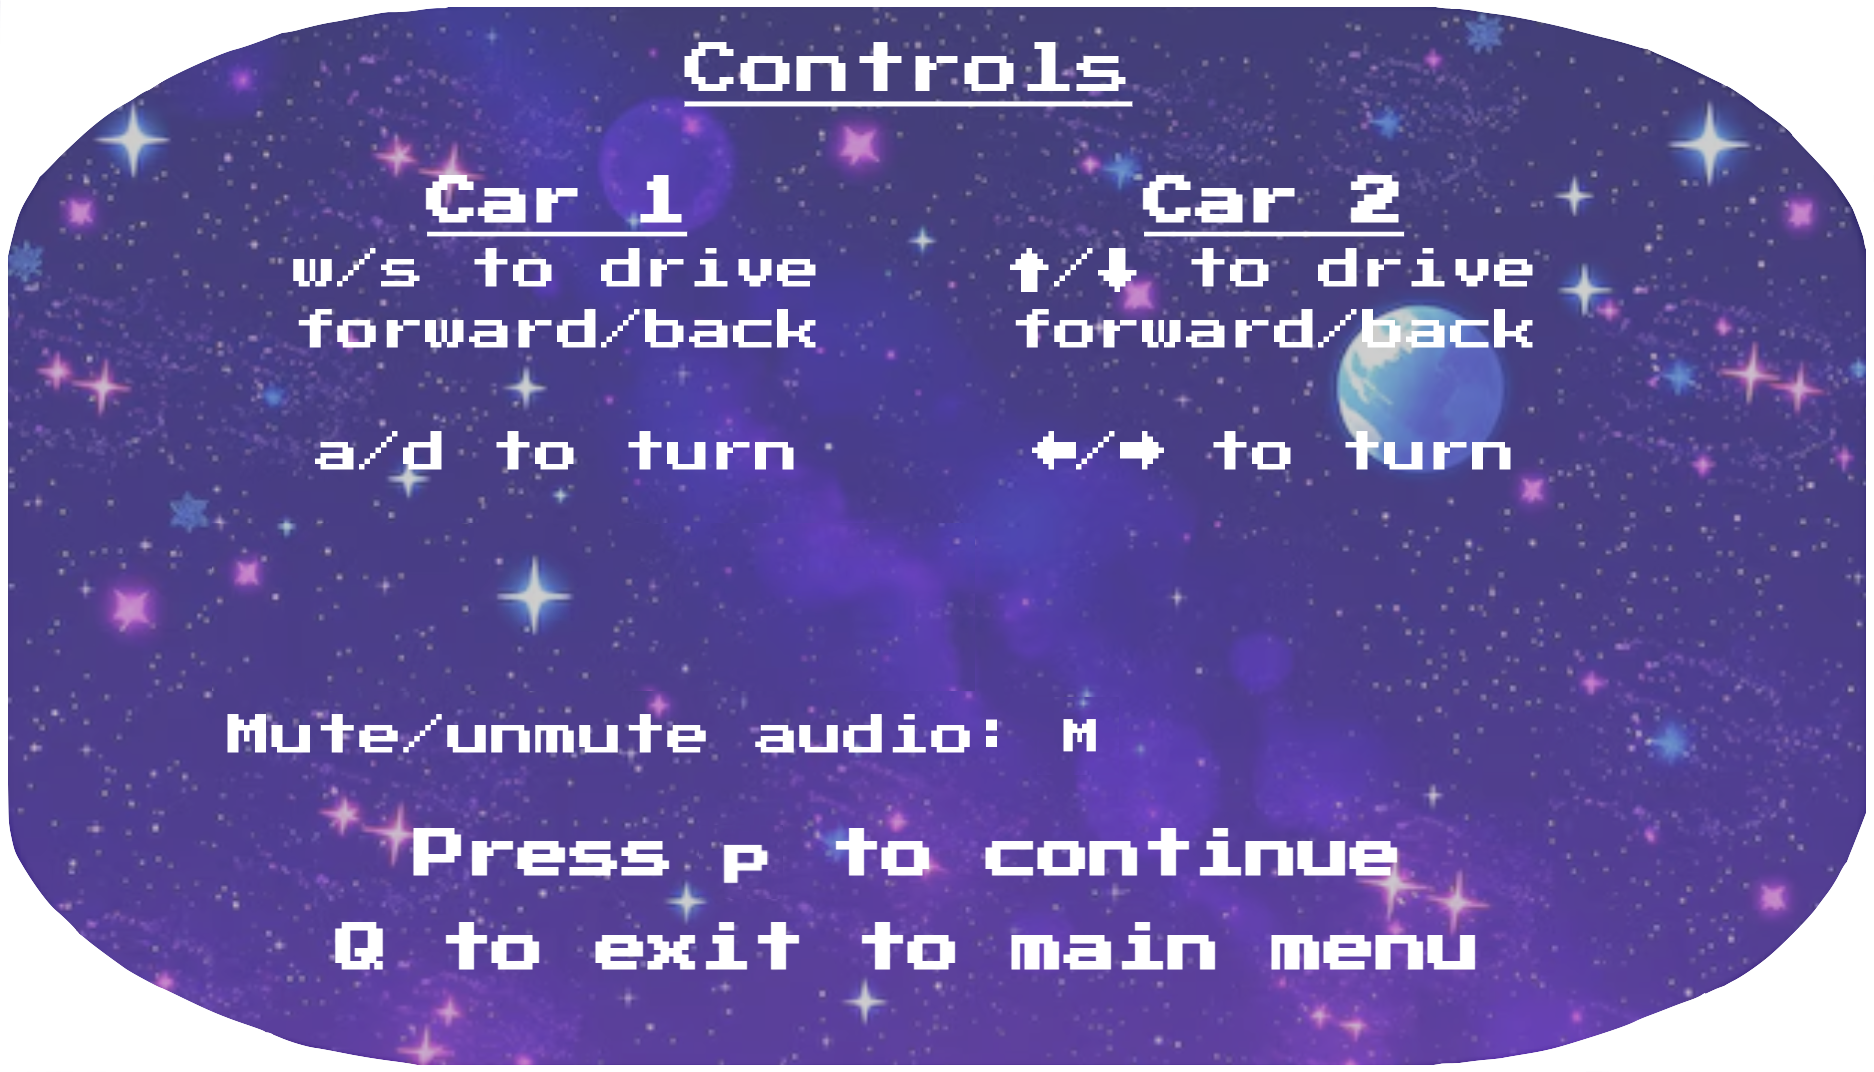 Controls
Car 1
w/s to drive
forward/back
a/d to turn
Car 2
⬆/⬇ to drive
forward/back
⬅/➡ to turn
Mute/unmute audio: M
Press p to continue
Q to exit to main menu